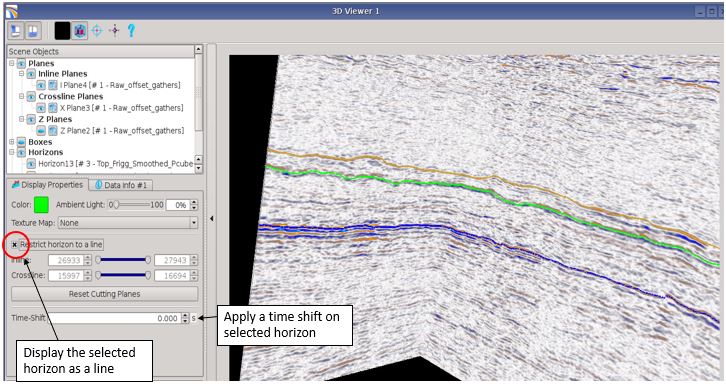 3D Viewer 1
Scene Objects
Planes
Inline Planes
I Plane4 [# 1 - Raw_offset_gathers]
Crossline Planes
X Plane3 [# 1 - Raw_offset_gathers]
Z Planes
Z Plane2 [# 1 - Raw_offset_gathers]
Boxes
Horizons
Horizon13 [# 3 - Top_Frigg_Smoothed_Pcube
Display Properties
Data info #1
Color:
Ambient Light: 0 100 0%
Texture Map: None
Restrict horizon to a line
Inline: 26933 27943
Crossline: 15997 16694
Reset Cutting Planes
Time-Shift 0.000 s
Apply a time shift on
selected horizon
Display the selected
horizon as a line